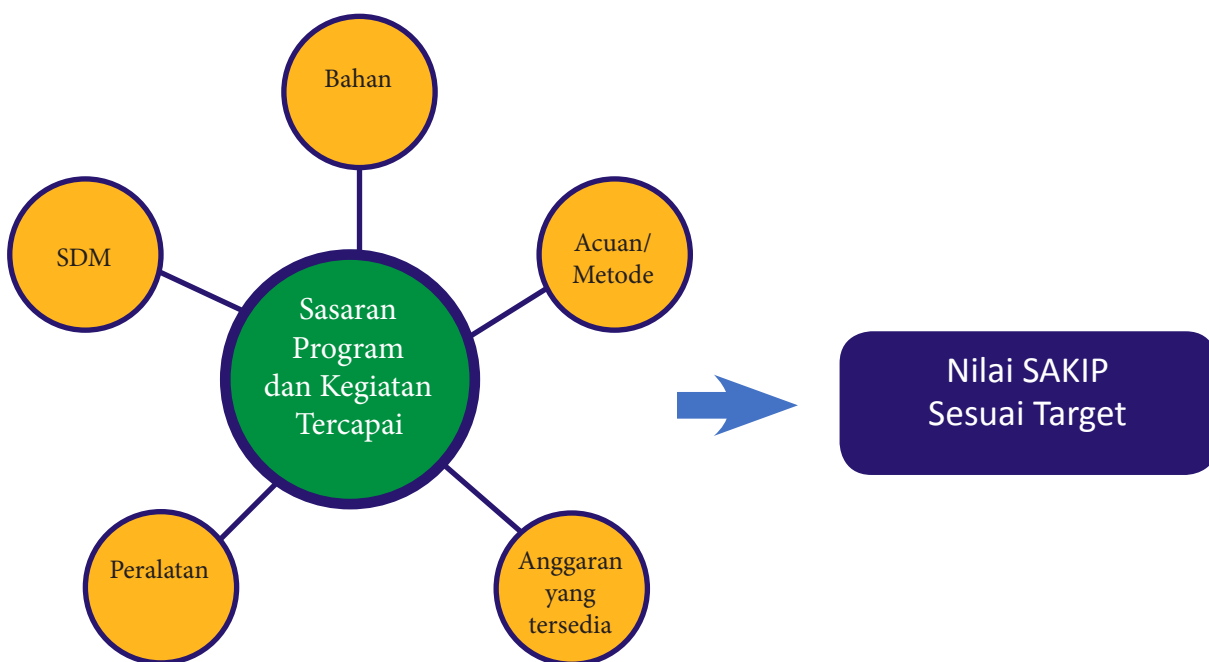 Bahan
SDM
Acuan/
Metode
Sasaran
Program
dan Kegiatan
Tercapai
Nilai SAKIP
Sesuai Target
Peralatan
Anggaran
yang
tersedia